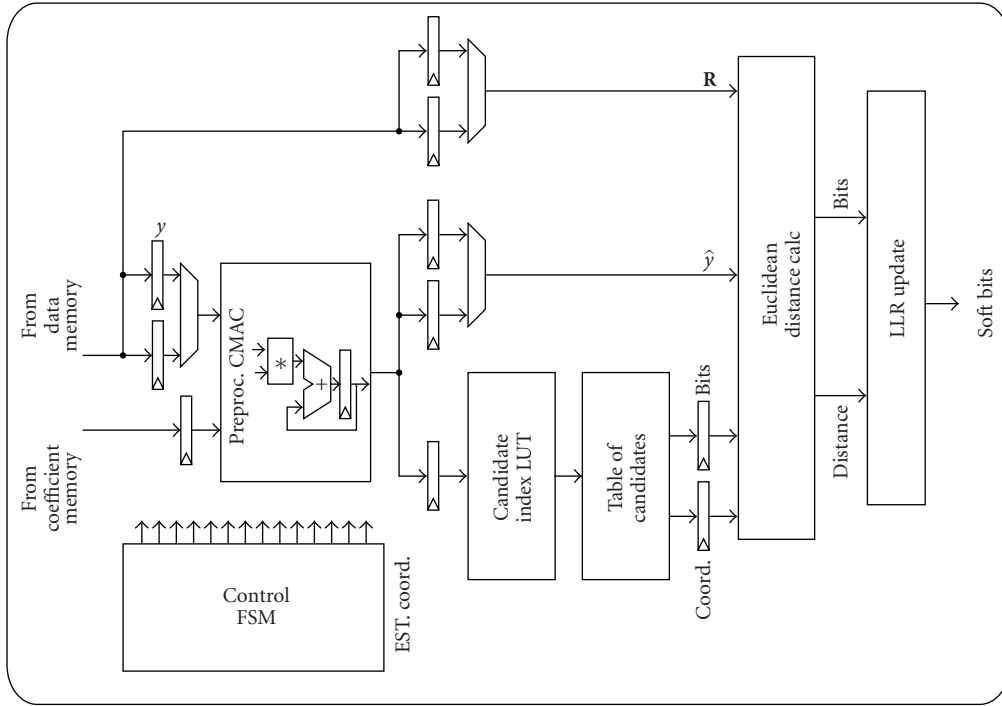 From
coefficient
memory
From
data
memory
y
Preproc. CMAC
*
+
Control
FSM
EST. coord.
Candidate
index LUT
Table of
candidates
Coord.
Bits
ŷ
R
Euclidean
distance calc
Distance
Bits
LLR update
Soft bits